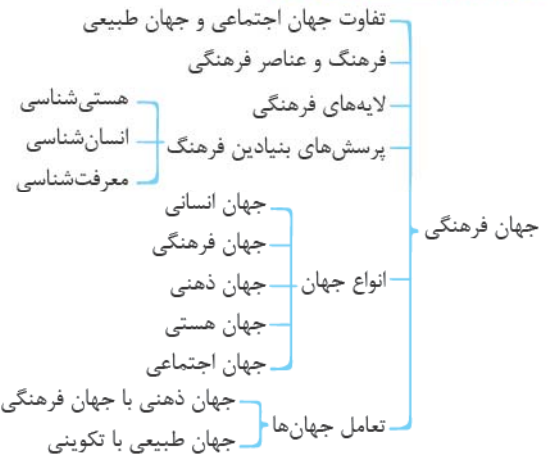 جهان فرهنگی
تفاوت جهان اجتماعی و جهان طبیعی
فرهنگ و عناصر فرهنگی
لایه‌های فرهنگی
پرسش‌های بنیادین فرهنگ
هستی‌شناسی
انسان‌شناسی
معرفت‌شناسی
انواع جهان
جهان انسانی
جهان فرهنگی
جهان ذهنی
جهان هستی
جهان اجتماعی
تعامل جهان‌ها
جهان ذهنی با جهان فرهنگی
جهان طبیعی با تکوینی